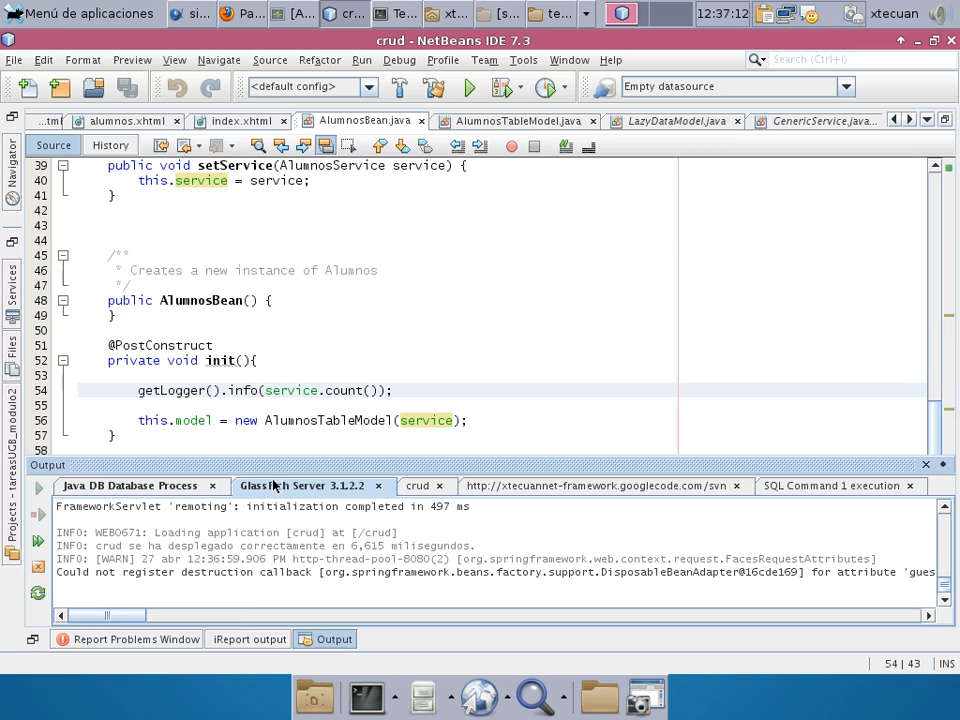 Menú de aplicaciones
si...
Pa...
[A...
cr...
Te...
xt...
[s...
te...
12:37:12
xtecuan
crud - NetBeans IDE 7.3
File Edit Format Preview View Navigate Source Refactor Run Debug Profile Team Tools Window Help
Search (Ctrl+I)
<default config>
Empty datasource
...tml
alumnos.xhtml
index.xhtml
AlumnosBean.java
AlumnosTableModel.java
LazyDataModel.java
GenericService.java...
Source History
Navigator
Services
Files
Projects - tareasUGB_modulo2
39 public void setService(AlumnosService service) {
40 this.service = service;
41 }
42
43
44
45 /**
46 * Creates a new instance of Alumnos
47 */
48 public AlumnosBean() {
49 }
50
51 @PostConstruct
52 private void init(){
53
54 getLogger().info(service.count());
55
56 this.model = new AlumnosTableModel(service);
57 }
58
Output
Java DB Database Process
GlassFish Server 3.1.2.2
crud
http://xtecuannet-framework.googlecode.com/svn
SQL Command 1 execution
FrameworkServlet 'remoting': initialization completed in 497 ms
INFO: WEB0671: Loading application [crud] at [/crud]
INFO: crud se ha desplegado correctamente en 6,615 milisegundos.
INFO: [WARN] 27 abr 12:36:59.906 PM http-thread-pool-8080(2) [org.springframework.web.context.request.FacesRequestAttributes]
Could not register destruction callback [org.springframework.beans.factory.support.DisposableBeanAdapter@16cde169] for attribute 'gues
Report Problems Window
iReport output
Output
54 | 43
INS